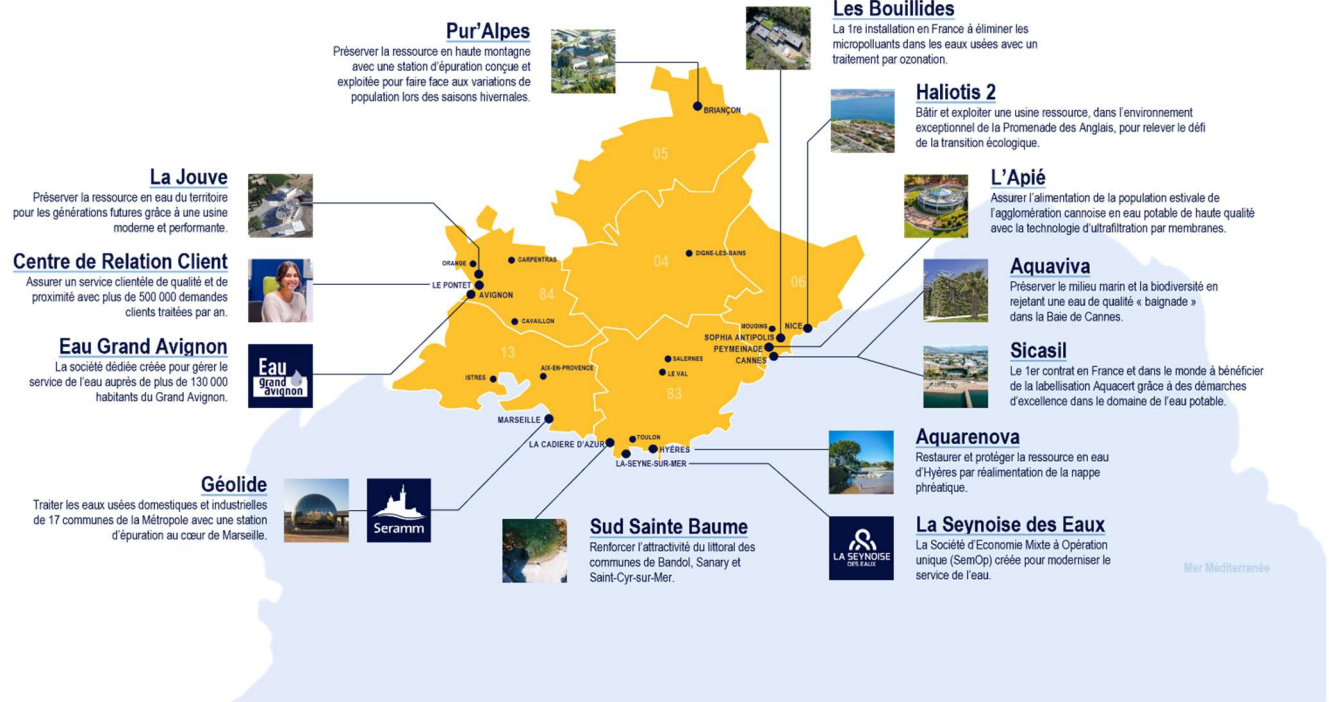 Pur’Alpes
Préserver la ressource en haute montagne
avec une station d’épuration conçue et
exploitée pour faire face aux variations de
population lors des saisons hivernales.
Les Bouillides
La 1re installation en France à éliminer les
micropolluants dans les eaux usées avec un
traitement par ozonation.
Haliotis 2
Bâtir et exploiter une usine ressource, dans l’environnement
exceptionnel de la Promenade des Anglais, pour relever le défi
de la transition écologique.
La Jouve
Préserver la ressource en eau du territoire
pour les générations futures grâce à une usine
moderne et performante.
L’Apié
Assurer l’alimentation de la population estivale de
l’agglomération cannoise en eau potable de haute qualité
avec la technologie d’ultrafiltration par membranes.
Centre de Relation Client
Assurer un service clientèle de qualité et de
proximité avec plus de 500 000 demandes
clients traitées par an.
Aquaviva
Préserver le milieu marin et la biodiversité en
rejetant une eau de qualité « baignade »
dans la Baie de Cannes.
Eau Grand Avignon
La société dédiée créée pour gérer le
service de l’eau auprès de plus de 130 000
habitants du Grand Avignon.
Eau
grand
avignon
Sicasil
Le 1er contrat en France et dans le monde à bénéficier
de la labellisation Aquacert grâce à des démarches
d’excellence dans le domaine de l’eau potable.
BRIANÇON
05
ORANGE
CARPENTRAS
LE PONTET
AVIGNON
84
CAVAILLON
04
DIGNE-LES-BAINS
06
MOUGINS
NICE
SOPHIA ANTIPOLIS
PEYMEINADE
CANNES
13
ISTRES
AIX-EN-PROVENCE
SALERNES
LE VAL
83
MARSEILLE
LA CADIERE D’AZUR
TOULON
HYÈRES
LA-SEYNE-SUR-MER
Aquarenova
Restaurer et protéger la ressource en eau
d’Hyères par réalimentation de la nappe
phréatique.
Géolide
Traiter les eaux usées domestiques et industrielles
de 17 communes de la Métropole avec une station
d’épuration au cœur de Marseille.
Seramm
Sud Sainte Baume
Renforcer l’attractivité du littoral des
communes de Bandol, Sanary et
Saint-Cyr-sur-Mer.
LA SEYNOISE
DES EAUX
La Seynoise des Eaux
La Société d’Economie Mixte à Opération
unique (SemOp) créée pour moderniser le
service de l’eau.
Mer Méditerranée